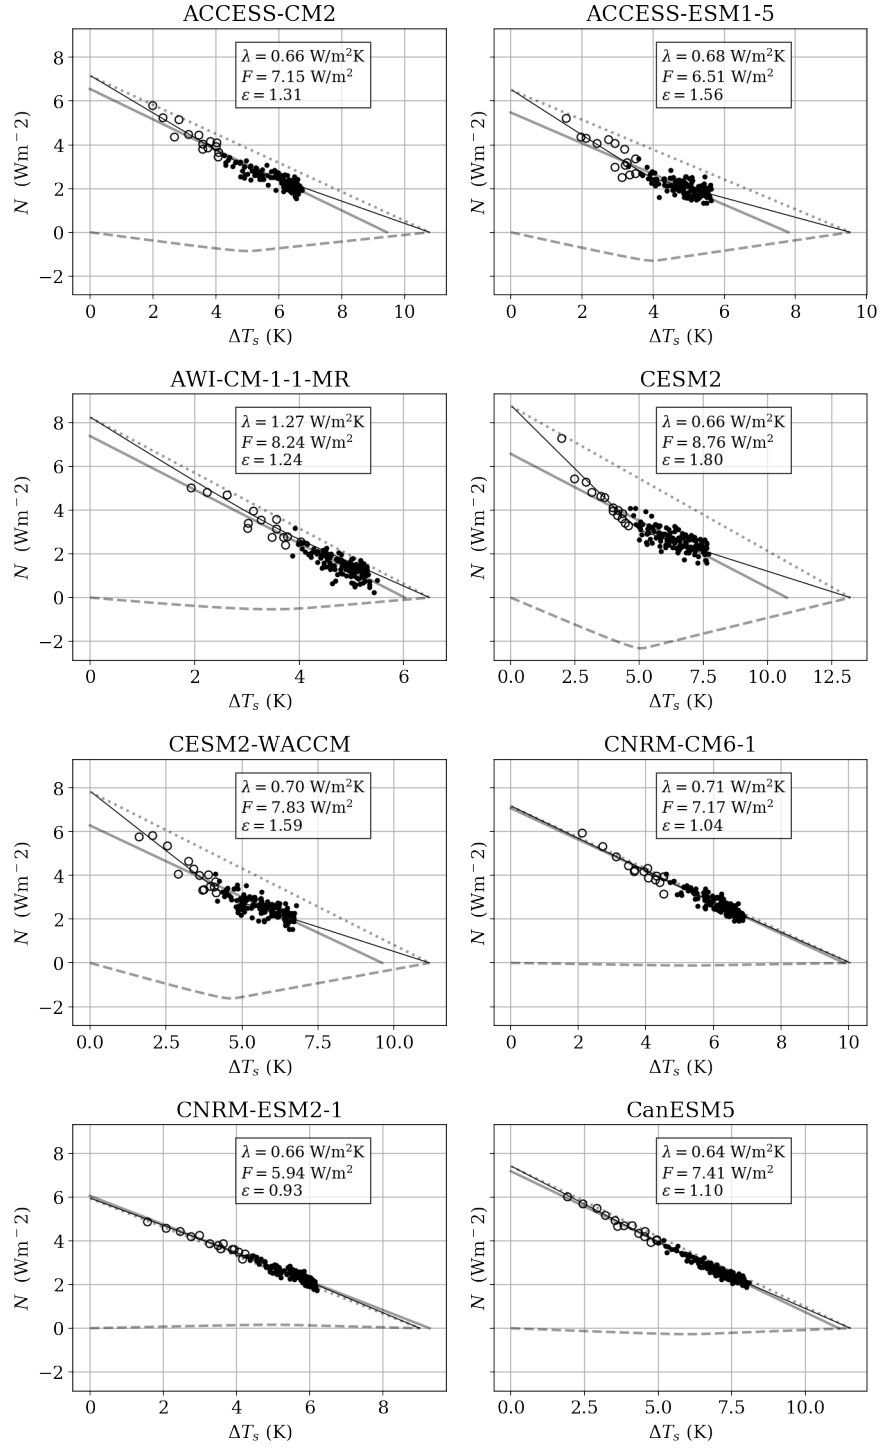 ACCESS-CM2
λ = 0.66 W/m²K
F = 7.15 W/m²
ε = 1.31
8
6
4
2
0
−2
N (Wm − 2)
0 2 4 6 8 10
ΔTₛ (K)
ACCESS-ESM1-5
λ = 0.68 W/m²K
F = 6.51 W/m²
ε = 1.56
0 2 4 6 8 10
ΔTₛ (K)
N (Wm − 2)
AWI-CM-1-1-MR
λ = 1.27 W/m²K
F = 8.24 W/m²
ε = 1.24
8
6
4
2
0
−2
N (Wm − 2)
0 2 4 6
ΔTₛ (K)
CESM2
λ = 0.66 W/m²K
F = 8.76 W/m²
ε = 1.80
N (Wm − 2)
0.0 2.5 5.0 7.5 10.0 12.5
ΔTₛ (K)
CESM2-WACCM
λ = 0.70 W/m²K
F = 7.83 W/m²
ε = 1.59
8
6
4
2
0
−2
N (Wm − 2)
0.0 2.5 5.0 7.5 10.0
ΔTₛ (K)
CNRM-CM6-1
λ = 0.71 W/m²K
F = 7.17 W/m²
ε = 1.04
N (Wm − 2)
0 2 4 6 8 10
ΔTₛ (K)
CNRM-ESM2-1
λ = 0.66 W/m²K
F = 5.94 W/m²
ε = 0.93
8
6
4
2
0
−2
N (Wm − 2)
0 2 4 6 8
ΔTₛ (K)
CanESM5
λ = 0.64 W/m²K
F = 7.41 W/m²
ε = 1.10
N (Wm − 2)
0.0 2.5 5.0 7.5 10.0
ΔTₛ (K)